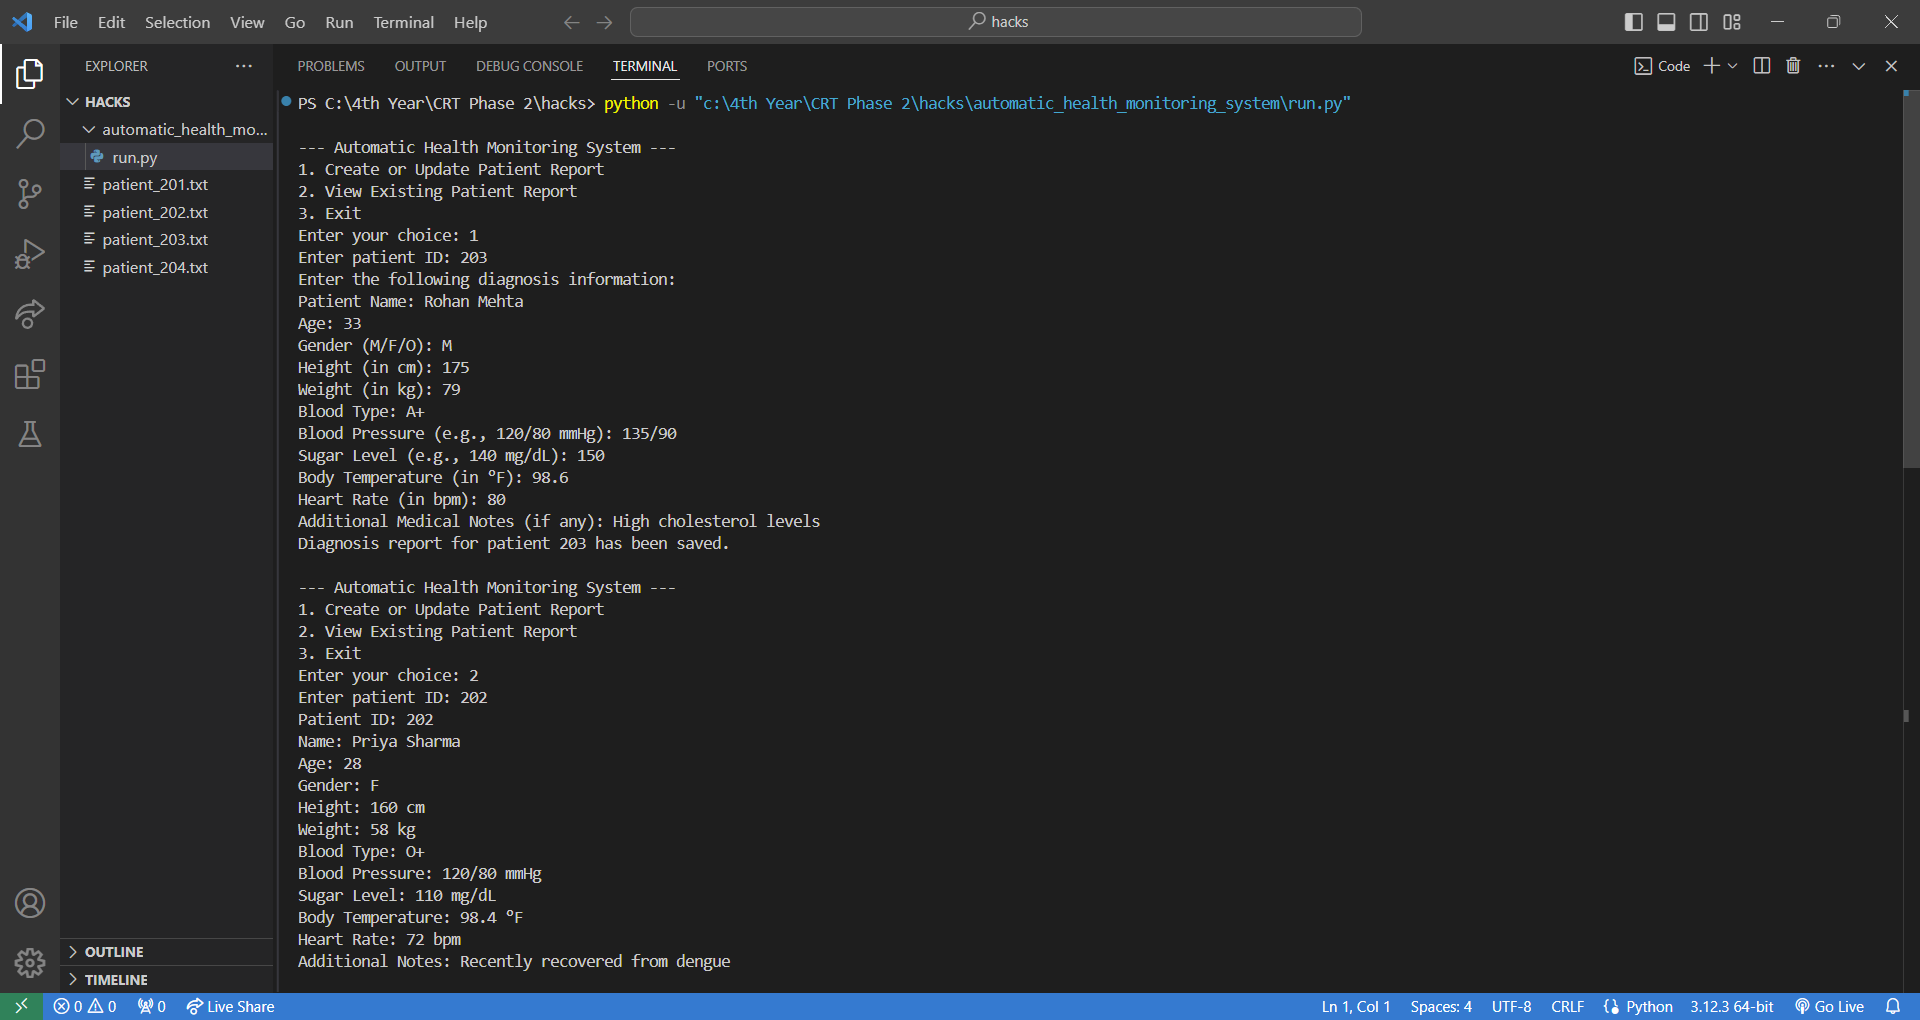 File Edit Selection View Go Run Terminal Help
hacks
EXPLORER
HACKS
automatic_health_mo...
run.py
patient_201.txt
patient_202.txt
patient_203.txt
patient_204.txt
OUTLINE
TIMELINE
PROBLEMS OUTPUT DEBUG CONSOLE TERMINAL PORTS
Code
PS C:\4th Year\CRT Phase 2\hacks> python -u "c:\4th Year\CRT Phase 2\hacks\automatic_health_monitoring_system\run.py"
--- Automatic Health Monitoring System ---
1. Create or Update Patient Report
2. View Existing Patient Report
3. Exit
Enter your choice: 1
Enter patient ID: 203
Enter the following diagnosis information:
Patient Name: Rohan Mehta
Age: 33
Gender (M/F/O): M
Height (in cm): 175
Weight (in kg): 79
Blood Type: A+
Blood Pressure (e.g., 120/80 mmHg): 135/90
Sugar Level (e.g., 140 mg/dL): 150
Body Temperature (in °F): 98.6
Heart Rate (in bpm): 80
Additional Medical Notes (if any): High cholesterol levels
Diagnosis report for patient 203 has been saved.
--- Automatic Health Monitoring System ---
1. Create or Update Patient Report
2. View Existing Patient Report
3. Exit
Enter your choice: 2
Enter patient ID: 202
Patient ID: 202
Name: Priya Sharma
Age: 28
Gender: F
Height: 160 cm
Weight: 58 kg
Blood Type: O+
Blood Pressure: 120/80 mmHg
Sugar Level: 110 mg/dL
Body Temperature: 98.4 °F
Heart Rate: 72 bpm
Additional Notes: Recently recovered from dengue
0 0 0 Live Share Ln 1, Col 1 Spaces: 4 UTF-8 CRLF Python 3.12.3 64-bit Go Live